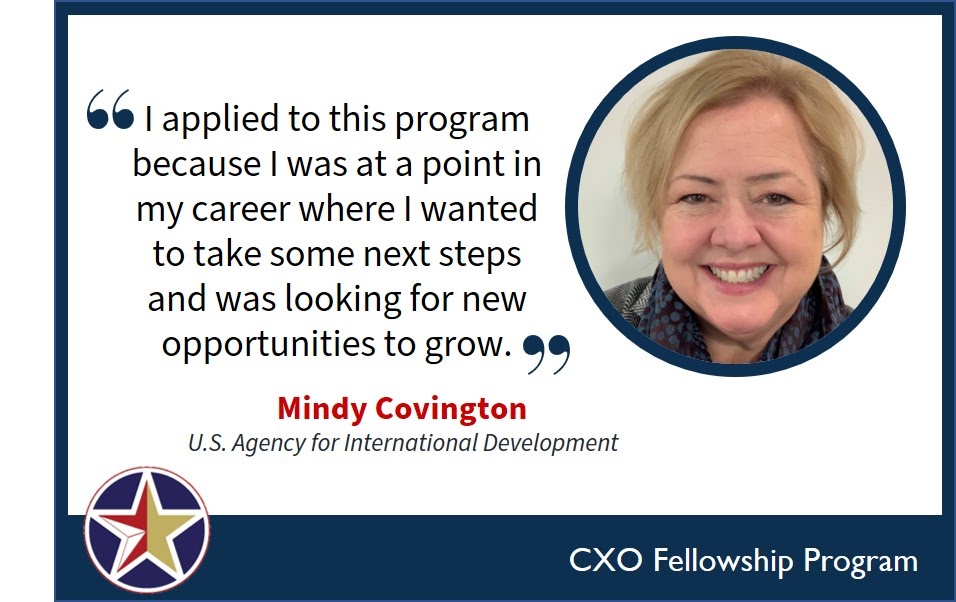 “ I applied to this program
because I was at a point in
my career where I wanted
to take some next steps
and was looking for new
opportunities to grow. ”
Mindy Covington
U.S. Agency for International Development
CXO Fellowship Program